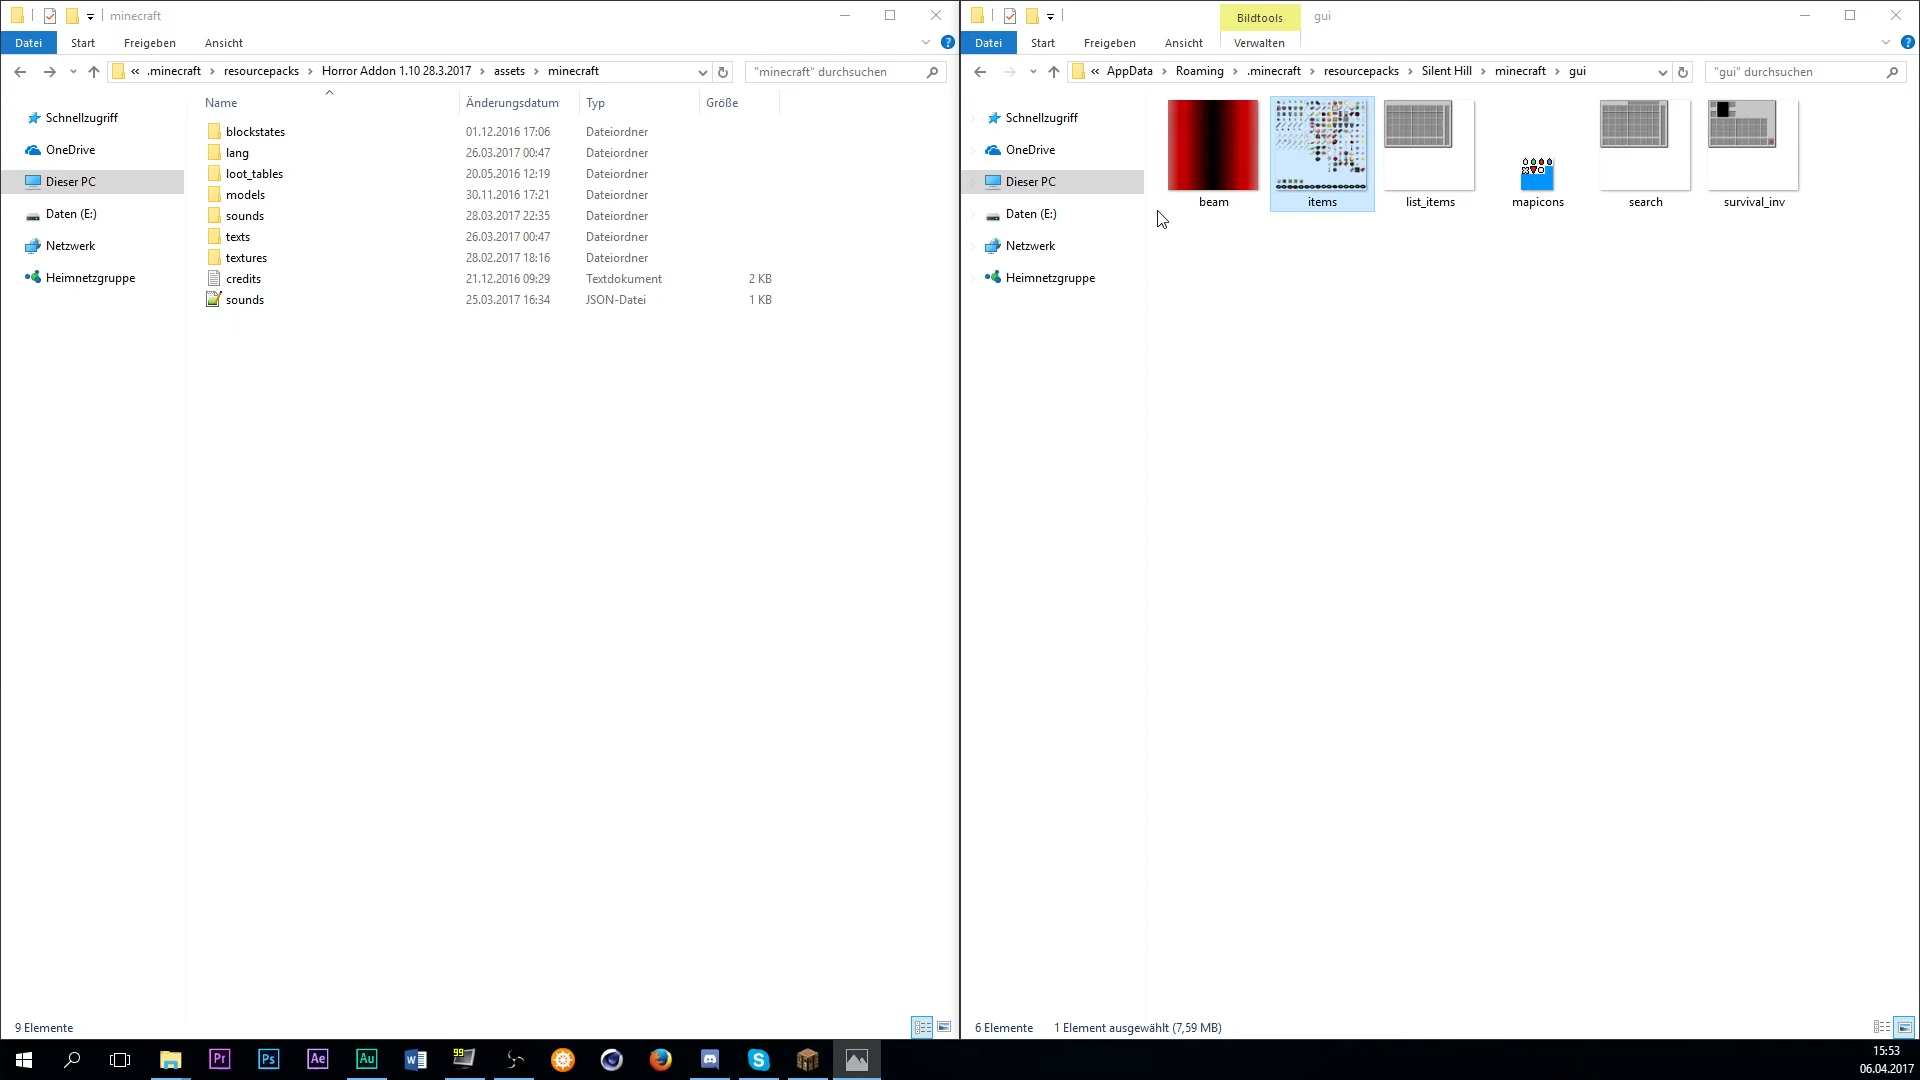 minecraft
Datei Start Freigeben Ansicht
« .minecraft › resourcepacks › Horror Addon 1.10 28.3.2017 › assets › minecraft
"minecraft" durchsuchen
Schnellzugriff
OneDrive
Dieser PC
Daten (E:)
Netzwerk
Heimnetzgruppe
Name Änderungsdatum Typ Größe
blockstates 01.12.2016 17:06 Dateiordner
lang 26.03.2017 00:47 Dateiordner
loot_tables 20.05.2016 12:19 Dateiordner
models 30.11.2016 17:21 Dateiordner
sounds 28.03.2017 22:35 Dateiordner
texts 26.03.2017 00:47 Dateiordner
textures 28.02.2017 18:16 Dateiordner
credits 21.12.2016 09:29 Textdokument 2 KB
sounds 25.03.2017 16:34 JSON-Datei 1 KB
9 Elemente
Bildtools gui
Datei Start Freigeben Ansicht Verwalten
« AppData › Roaming › .minecraft › resourcepacks › Silent Hill › minecraft › gui
"gui" durchsuchen
Schnellzugriff
OneDrive
Dieser PC
Daten (E:)
Netzwerk
Heimnetzgruppe
beam items list_items mapicons search survival_inv
6 Elemente 1 Element ausgewählt (7,59 MB)
Pr Ps Ae Au W 99
15:53
06.04.2017